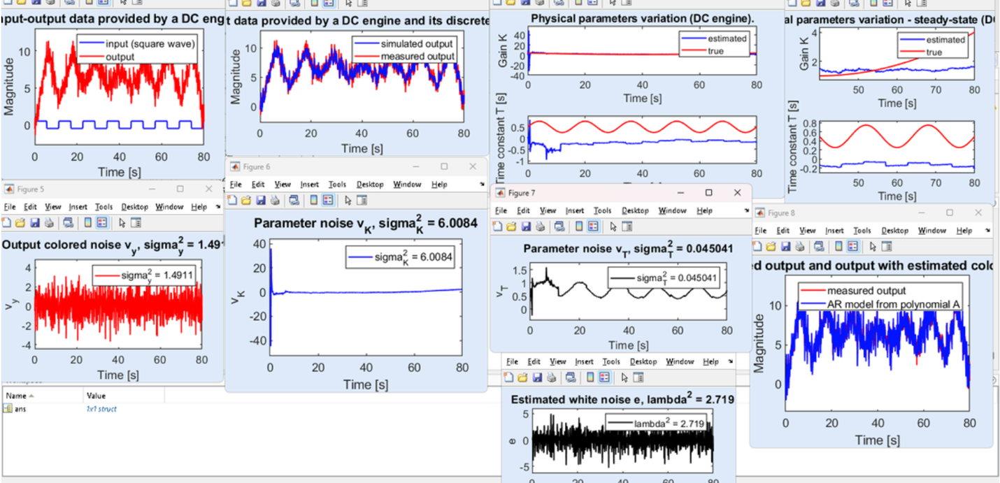 nput-output data provided by a DC eng
input (square wave)
output
Magnitude
10
5
0
0 20 40 60 80
Time [s]
t data provided by a DC engine and its discrete
simulated output
measured output
Magnitude
10
5
0
0 20 40 60 80
Time [s]
Physical parameters variation (DC engine).
estimated
true
Gain K
40
20
0
-20
-40
0 20 40 60 80
Time [s]
Time constant T [s]
0.5
0
-0.5
-1
0 20 40 60 80
Time [s]
al parameters variation - steady-state (D
estimated
true
Gain K
4
2
50 60 70 80
Time [s]
Time constant T [s]
0.8
0.6
0.4
0.2
-0.2
50 60 70 80
Time [s]
Figure 5
File Edit View Insert Tools Desktop Window Help
Output colored noise v_y, sigma_y^2 = 1.49
sigma_y^2 = 1.4911
v_y
4
2
0
-2
-4
0 20 40 60 80
Time [s]
Figure 6
File Edit View Insert Tools Desktop Window Help
Parameter noise v_K, sigma_K^2 = 6.0084
sigma_K^2 = 6.0084
v_K
40
20
0
-20
-40
0 20 40 60 80
Time [s]
Figure 7
File Edit View Insert Tools Desktop Window Help
Parameter noise v_T, sigma_T^2 = 0.045041
sigma_T^2 = 0.045041
v_T
1.5
1
0.5
0
0 20 40 60 80
Time [s]
Figure 8
File Edit View Insert Tools Desktop Window Help
ed output and output with estimated colo
measured output
AR model from polynomial A
Magnitude
10
5
0
0 20 40 60 80
Time [s]
File Edit View Insert Tools Desktop Window Help
Estimated white noise e, lambda^2 = 2.719
lambda^2 = 2.719
e
5
0
-5
0 20 40 60 80
Name Value
ans 1x1 struct